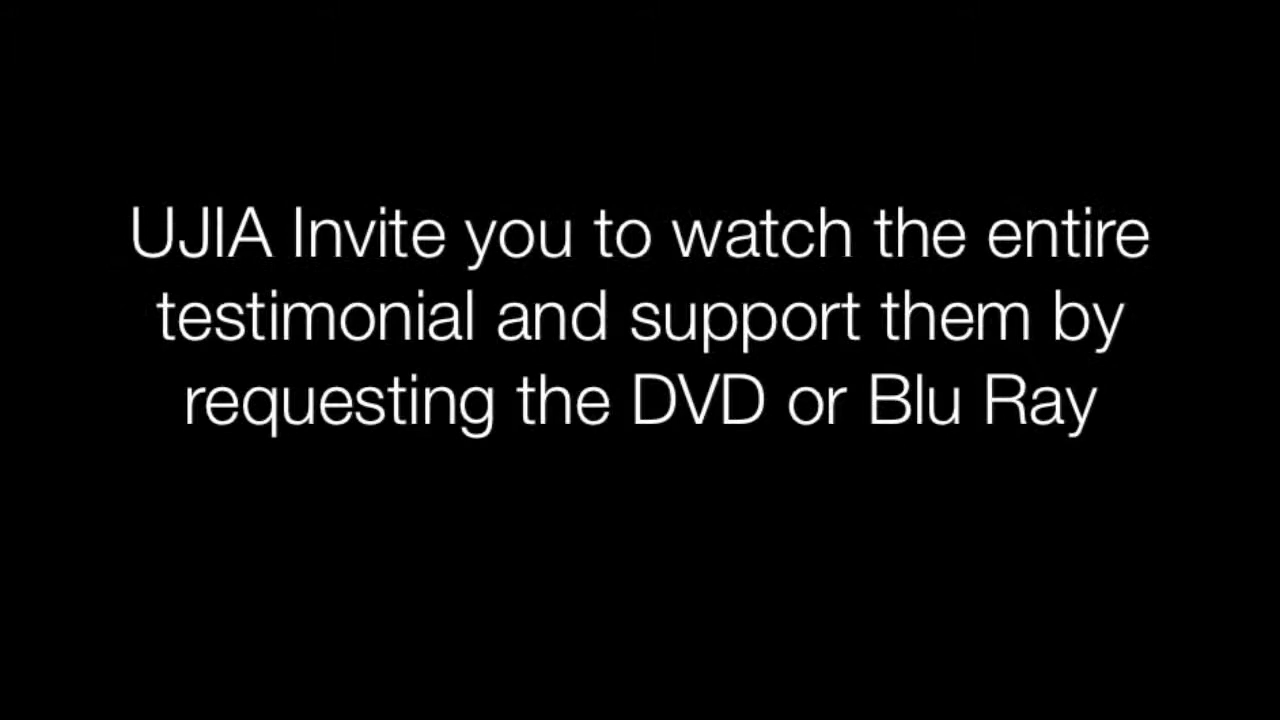 UJIA Invite you to watch the entire
testimonial and support them by
requesting the DVD or Blu Ray